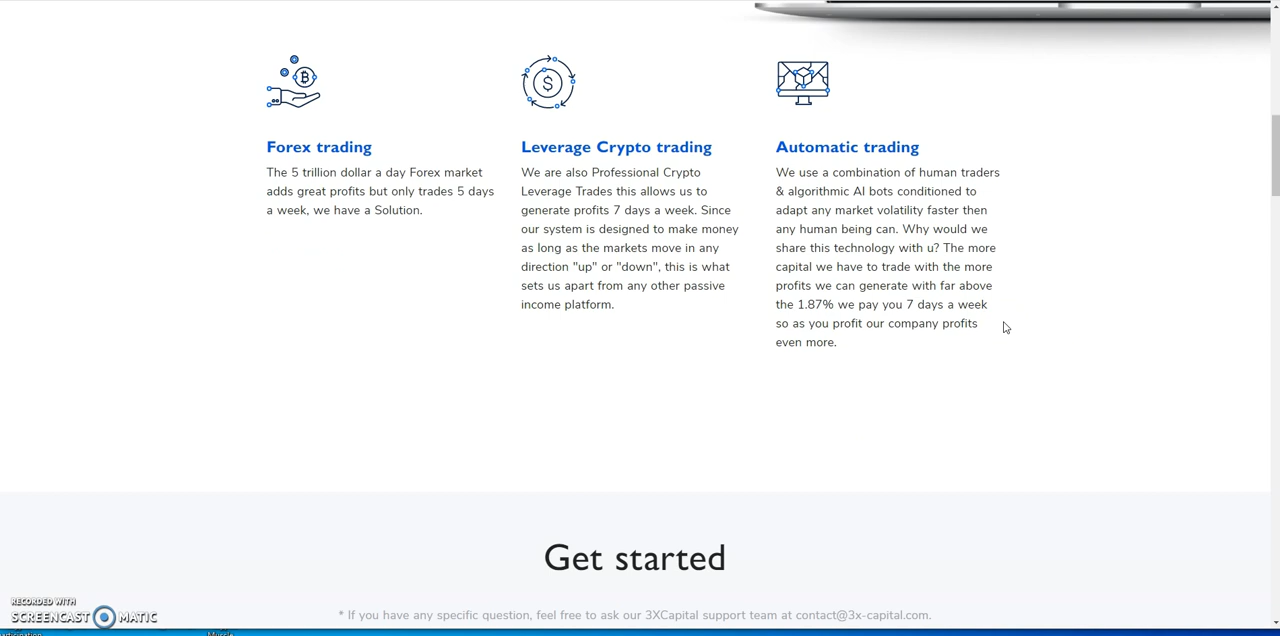 Forex trading
The 5 trillion dollar a day Forex market
adds great profits but only trades 5 days
a week, we have a Solution.
Leverage Crypto trading
We are also Professional Crypto
Leverage Trades this allows us to
generate profits 7 days a week. Since
our system is designed to make money
as long as the markets move in any
direction "up" or "down", this is what
sets us apart from any other passive
income platform.
Automatic trading
We use a combination of human traders
& algorithmic AI bots conditioned to
adapt any market volatility faster then
any human being can. Why would we
share this technology with u? The more
capital we have to trade with the more
profits we can generate with far above
the 1.87% we pay you 7 days a week
so as you profit our company profits
even more.
Get started
* If you have any specific question, feel free to ask our 3XCapital support team at contact@3x-capital.com.
RECORDED WITH
SCREENCAST MATIC